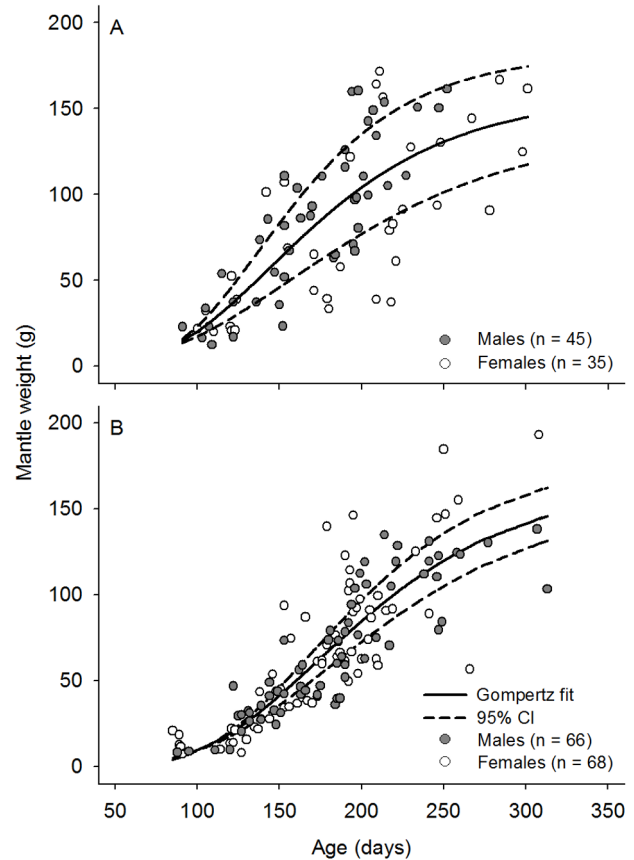 A
200
150
100
50
0
Males (n = 45)
Females (n = 35)
Mantle weight (g)
B
200
150
100
50
0
Gompertz fit
95% CI
Males (n = 66)
Females (n = 68)
50 100 150 200 250 300 350
Age (days)